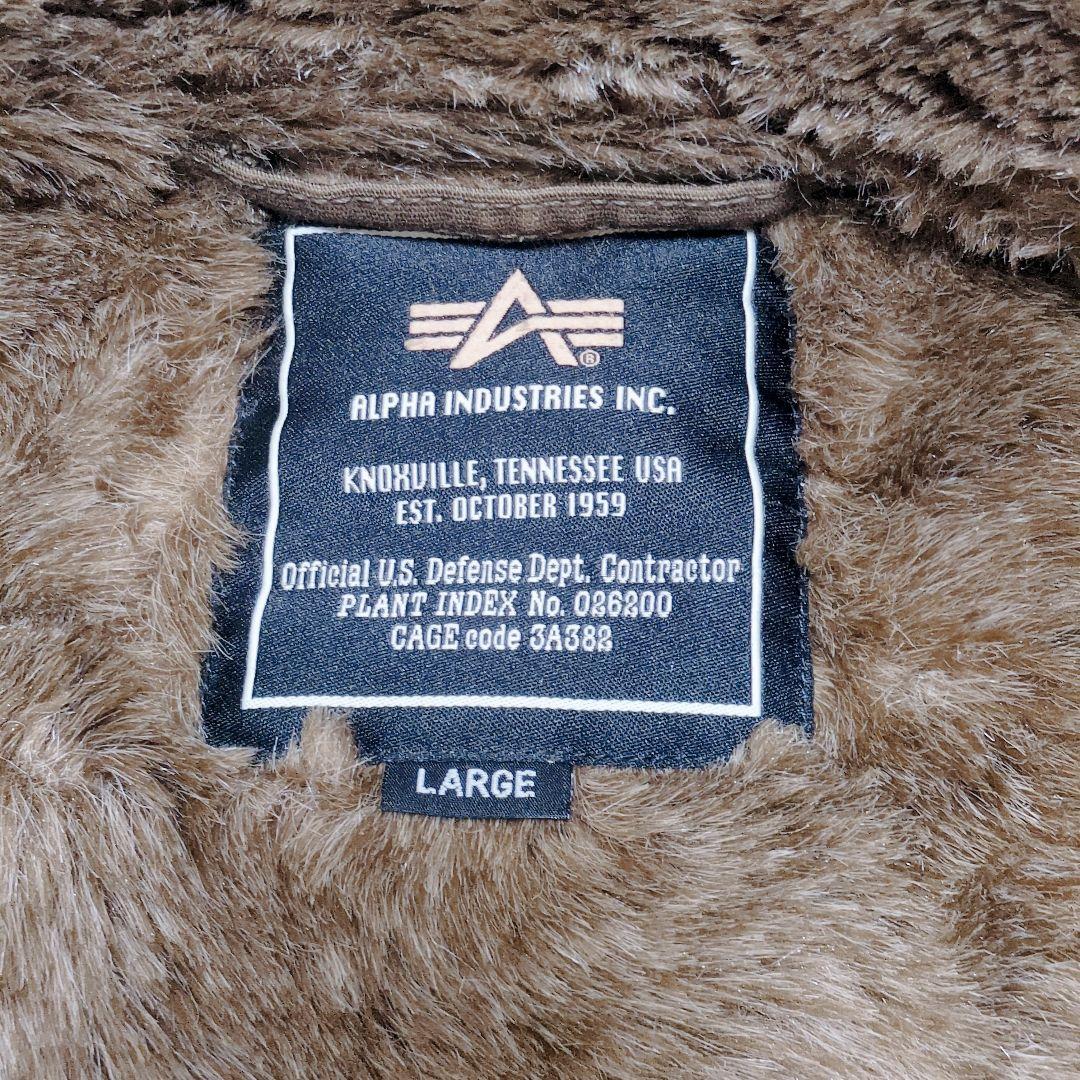 ®
ALPHA INDUSTRIES INC.
KNOXVILLE, TENNESSEE USA
EST. OCTOBER 1959
Official U.S. Defense Dept. Contractor
PLANT INDEX No. 026200
CAGE code 3A382
LARGE